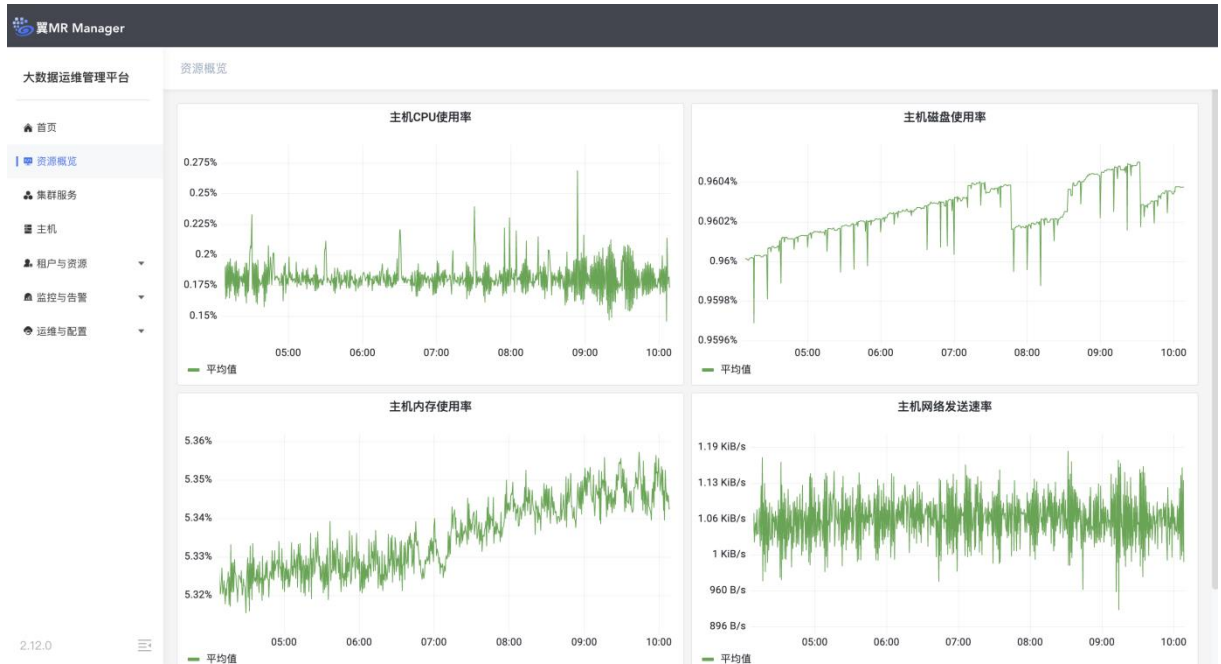 翼MR Manager
大数据运维管理平台
首页
资源概览
集群服务
主机
租户与资源
监控与告警
运维与配置
2.12.0
资源概览
主机CPU使用率
0.275%
0.25%
0.225%
0.2%
0.175%
0.15%
05:00 06:00 07:00 08:00 09:00 10:00
平均值
主机磁盘使用率
0.9604%
0.9602%
0.96%
0.9598%
0.9596%
05:00 06:00 07:00 08:00 09:00 10:00
平均值
主机内存使用率
5.36%
5.35%
5.34%
5.33%
5.32%
05:00 06:00 07:00 08:00 09:00 10:00
平均值
主机网络发送速率
1.19 KiB/s
1.13 KiB/s
1.06 KiB/s
1 KiB/s
960 B/s
896 B/s
05:00 06:00 07:00 08:00 09:00 10:00
平均值